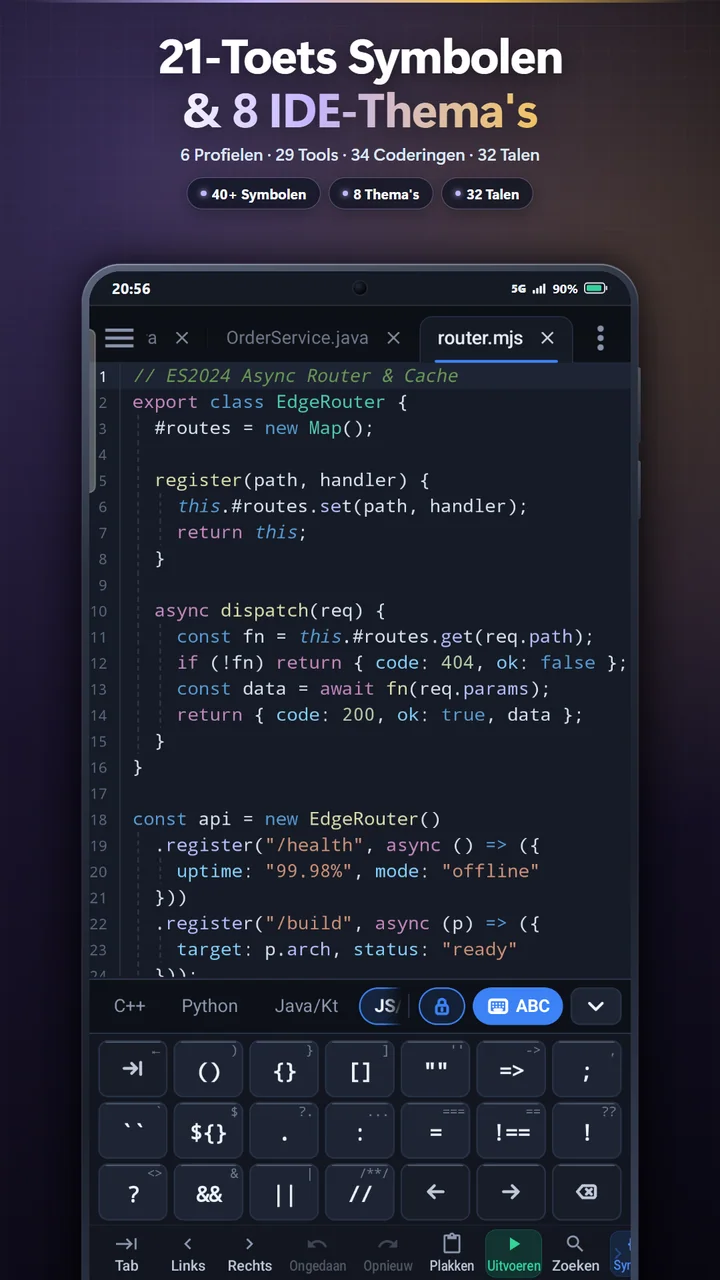 21-Toets Symbolen
& 8 IDE-Thema's
6 Profielen · 29 Tools · 34 Coderingen · 32 Talen
40+ Symbolen 8 Thema's 32 Talen
20:56 5G 90%
a × OrderService.java × router.mjs ×
1 // ES2024 Async Router & Cache
2 export class EdgeRouter {
3 #routes = new Map();
4
5 register(path, handler) {
6 this.#routes.set(path, handler);
7 return this;
8 }
9
10 async dispatch(req) {
11 const fn = this.#routes.get(req.path);
12 if (!fn) return { code: 404, ok: false };
13 const data = await fn(req.params);
14 return { code: 200, ok: true, data };
15 }
16 }
17
18 const api = new EdgeRouter()
19 .register("/health", async () => ({
20 uptime: "99.98%", mode: "offline"
21 }))
22 .register("/build", async (p) => ({
23 target: p.arch, status: "ready"
24 }));
C++ Python Java/Kt JS/ ABC
← ) } ] '' -> ,
→| () {} [] "" => ;
` $ ?. ... === == ??
`` ${} . : = !== !
<> & | /**/
? && || // ← →
Tab Links Rechts Ongedaan Opnieuw Plakken Uitvoeren Zoeken